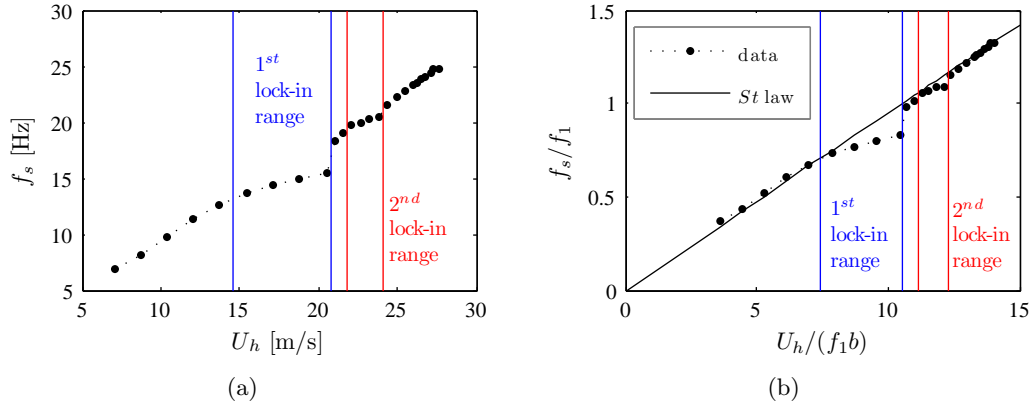 25
20
15
10
5
f_s [Hz]
5
10
15
20
25
30
U_h [m/s]
1^{st}
lock-in
range
2^{nd}
lock-in
range
(a)
1.5
1
0.5
0
f_s/f_1
0
5
10
15
U_h/(f_1b)
data
St law
1^{st}
lock-in
range
2^{nd}
lock-in
range
(b)
30